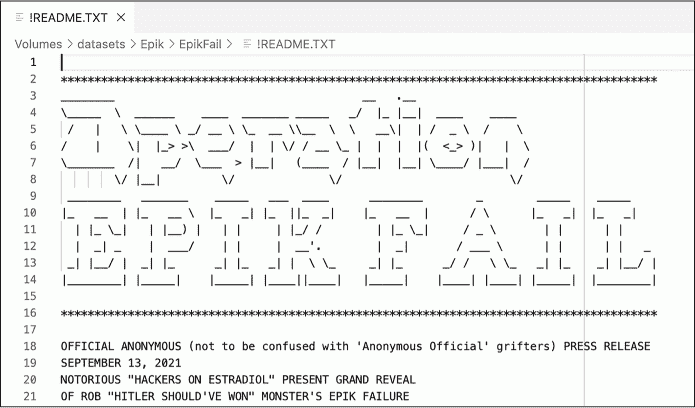 !README.TXT
Volumes > datasets > Epik > EpikFail > !README.TXT
1
2 *****************************************************************************************
3
4
5
6 Operation
7
8
9
10
11
12 EPIK FAIL
13
14
15
16 *****************************************************************************************
17
18 OFFICIAL ANONYMOUS (not to be confused with 'Anonymous Official' grifters) PRESS RELEASE
19 SEPTEMBER 13, 2021
20 NOTORIOUS "HACKERS ON ESTRADIOL" PRESENT GRAND REVEAL
21 OF ROB "HITLER SHOULD'VE WON" MONSTER'S EPIK FAILURE